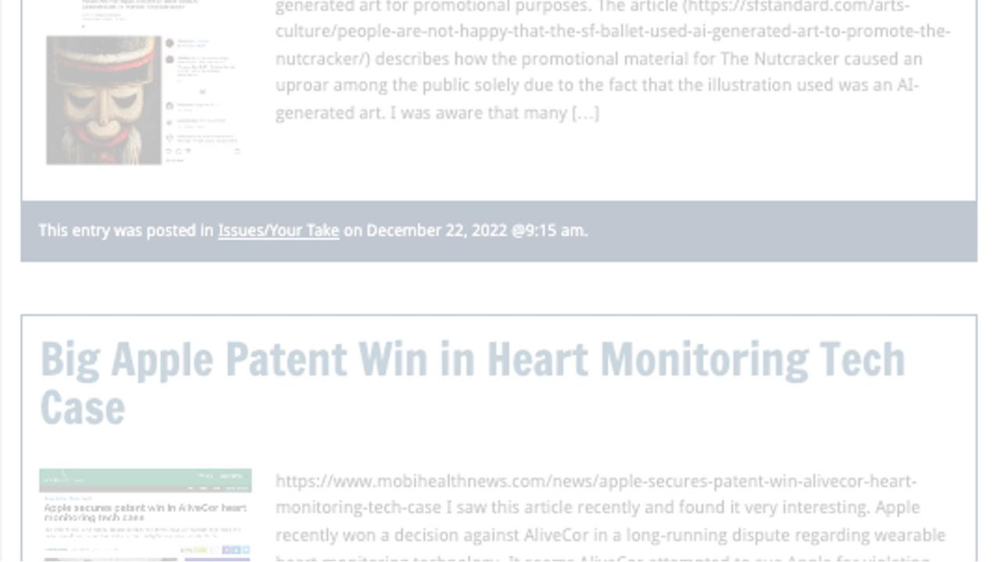 generated art for promotional purposes. The article (https://sfstandard.com/arts-
culture/people-are-not-happy-that-the-sf-ballet-used-ai-generated-art-to-promote-the-
nutcracker/) describes how the promotional material for The Nutcracker caused an
uproar among the public solely due to the fact that the illustration used was an AI-
generated art. I was aware that many […]
This entry was posted in Issues/Your Take on December 22, 2022 @9:15 am.
Big Apple Patent Win in Heart Monitoring Tech
Case
Apple secures patent win in AliveCor heart
monitoring tech case
https://www.mobihealthnews.com/news/apple-secures-patent-win-alivecor-heart-
monitoring-tech-case I saw this article recently and found it very interesting. Apple
recently won a decision against AliveCor in a long-running dispute regarding wearable
heart monitoring technology. It seems AliveCor attempted to sue Apple for violating